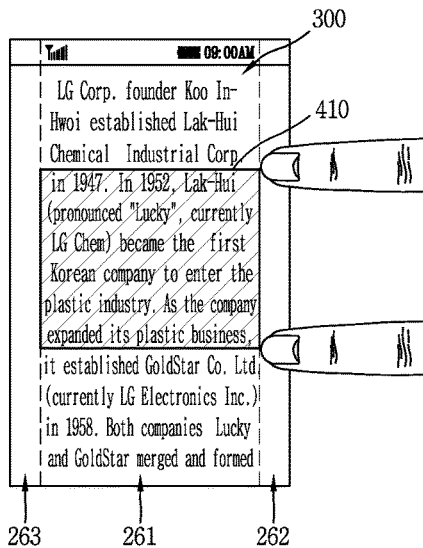 09:00AM
300
LG Corp. founder Koo In-
Hwoi established Lak-Hui
Chemical Industrial Corp.
410
in 1947. In 1952, Lak-Hui
(pronounced "Lucky", currently
LG Chem) became the first
Korean company to enter the
plastic industry. As the company
expanded its plastic business,
it established GoldStar Co. Ltd
(currently LG Electronics Inc.)
in 1958. Both companies Lucky
and GoldStar merged and formed
263 261 262